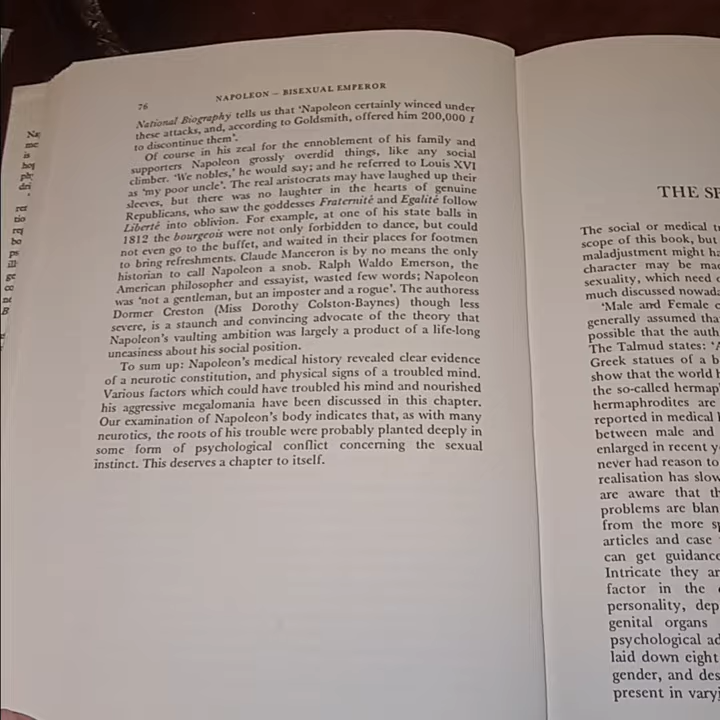 76
NAPOLEON – BISEXUAL EMPEROR
National Biography tells us that 'Napoleon certainly winced under
these attacks, and, according to Goldsmith, offered him 200,000 l
to discontinue them'.
Of course in his zeal for the ennoblement of his family and
supporters Napoleon grossly overdid things, like any social
climber. 'We nobles,' he would say; and he referred to Louis XVI
as 'my poor uncle'. The real aristocrats may have laughed up their
sleeves, but there was no laughter in the hearts of genuine
Republicans, who saw the goddesses Fraternité and Egalité follow
Liberté into oblivion. For example, at one of his state balls in
1812 the bourgeois were not only forbidden to dance, but could
not even go to the buffet, and waited in their places for footmen
to bring refreshments. Claude Manceron is by no means the only
historian to call Napoleon a snob. Ralph Waldo Emerson, the
American philosopher and essayist, wasted few words; Napoleon
was 'not a gentleman, but an imposter and a rogue'. The authoress
Dormer Creston (Miss Dorothy Colston-Baynes) though less
severe, is a staunch and convincing advocate of the theory that
Napoleon's vaulting ambition was largely a product of a life-long
uneasiness about his social position.
To sum up: Napoleon's medical history revealed clear evidence
of a neurotic constitution, and physical signs of a troubled mind.
Various factors which could have troubled his mind and nourished
his aggressive megalomania have been discussed in this chapter.
Our examination of Napoleon's body indicates that, as with many
neurotics, the roots of his trouble were probably planted deeply in
some form of psychological conflict concerning the sexual
instinct. This deserves a chapter to itself.
THE
The social or medical
scope of this book, but
maladjustment might
character may be
sexuality, which need
much discussed
'Male and Female
generally assumed
possible that the
The Talmud states:
Greek statues of a
show that the world
the so-called
hermaphrodites are
reported in medical
between male and
enlarged in recent
never had reason to
realisation has
are aware that
problems are
from the more
articles and case
can get guidance
Intricate they
factor in the
personality,
genital organs
psychological
laid down eight
gender, and
present in